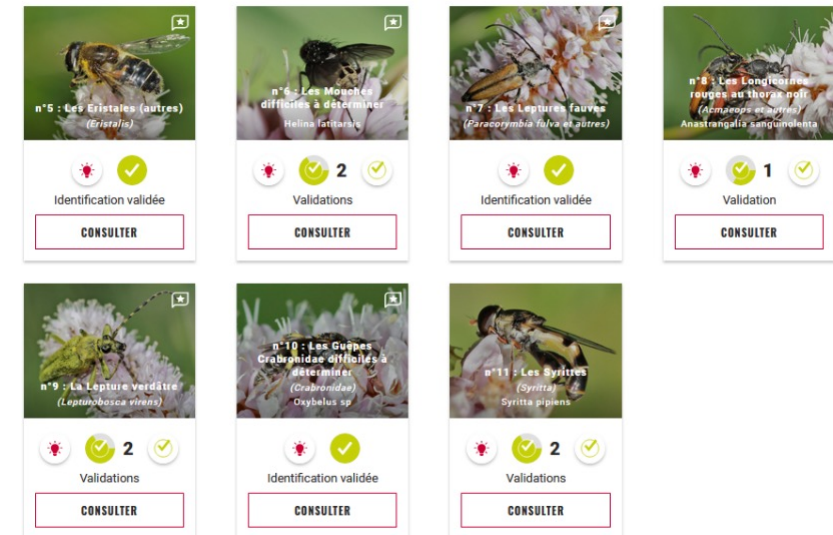 n°5 : Les Eristales (autres)
(Eristalis)
Identification validée
CONSULTER
n°6 : Les Mouches
difficiles à déterminer
Helina latitarsis
2
Validations
CONSULTER
n°7 : Les Leptures fauves
(Paracorymbia fulva et autres)
Identification validée
CONSULTER
n°8 : Les Longicornes
rouges au thorax noir
(Acmaeops et autres)
Anastrangalia sanguinolenta
1
Validation
CONSULTER
n°9 : La Lepture verdâtre
(Lepturobosca virens)
2
Validations
CONSULTER
n°10 : Les Guêpes
Crabronidae difficiles à
déterminer
(Crabronidae)
Oxybelus sp
Identification validée
CONSULTER
n°11 : Les Syrittes
(Syritta)
Syritta pipiens
2
Validations
CONSULTER